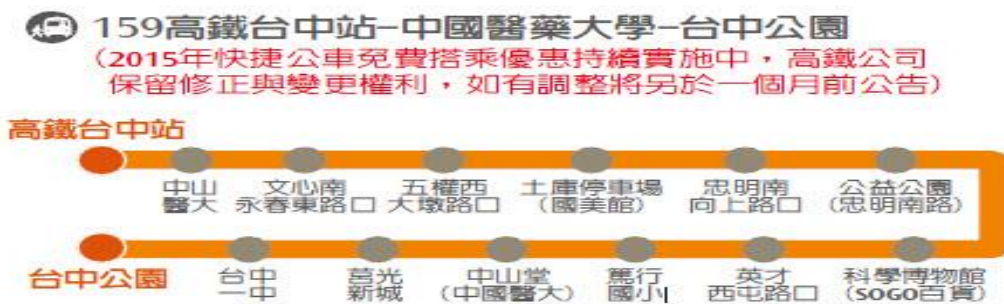 159高鐵台中站-中國醫藥大學-台中公園
(2015年快捷公車免費搭乘優惠持續實施中，高鐵公司
保留修正與變更權利，如有調整將另於一個月前公告)
高鐵台中站
中山
醫大
文心南
永春東路口
五權西
大墩路口
土庫停車場
(國美館)
忠明南
向上路口
公益公園
(忠明南路)
台中公園
台中
一中
莒光
新城
中山堂
(中國醫大)
篤行
國小
英才
西屯路口
科學博物館
(SOGO百貨)